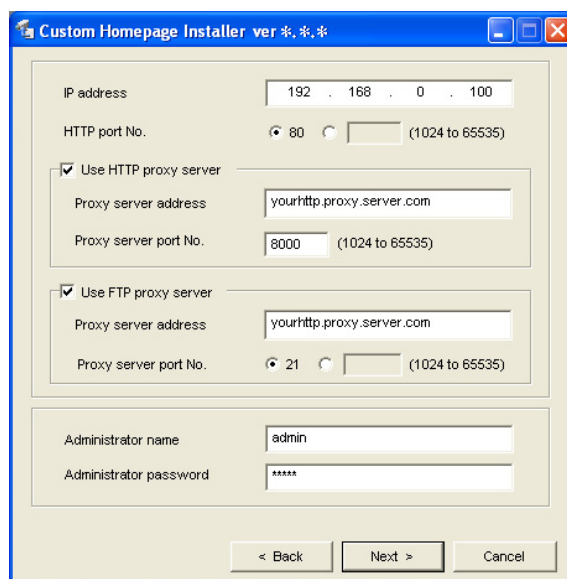 Custom Homepage Installer ver *.*.*
IP address 192 . 168 . 0 . 100
HTTP port No. 80 (1024 to 65535)
Use HTTP proxy server
Proxy server address yourhttp.proxy.server.com
Proxy server port No. 8000 (1024 to 65535)
Use FTP proxy server
Proxy server address yourhttp.proxy.server.com
Proxy server port No. 21 (1024 to 65535)
Administrator name admin
Administrator password *****
< Back Next > Cancel